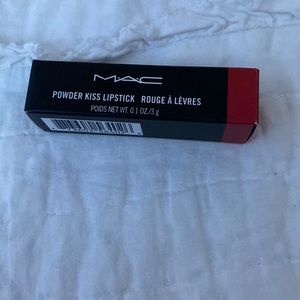 MAC
POWDER KISS LIPSTICK ROUGE À LÈVRES
POIDS NET WT. 0.1 OZ./3 g